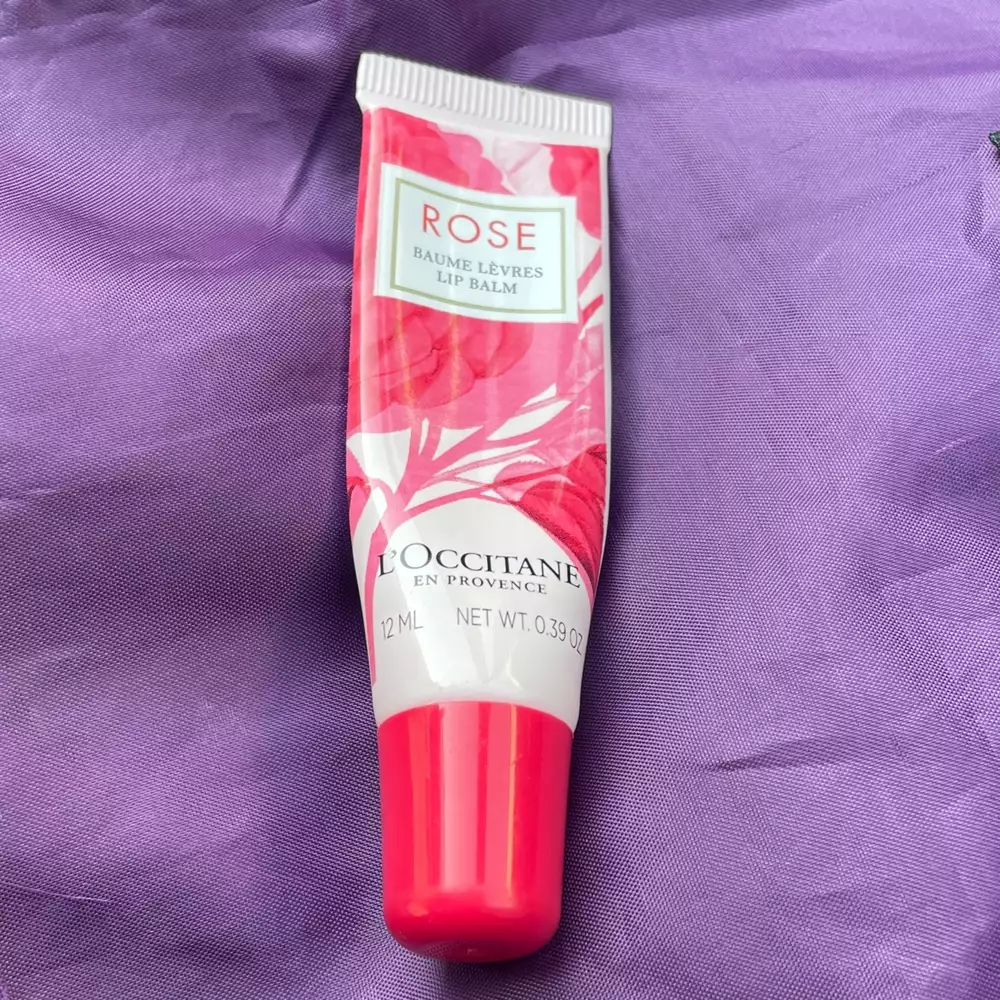 ROSE
BAUME LÈVRES
LIP BALM
L'OCCITANE
EN PROVENCE
12 ML NET WT. 0.39 OZ